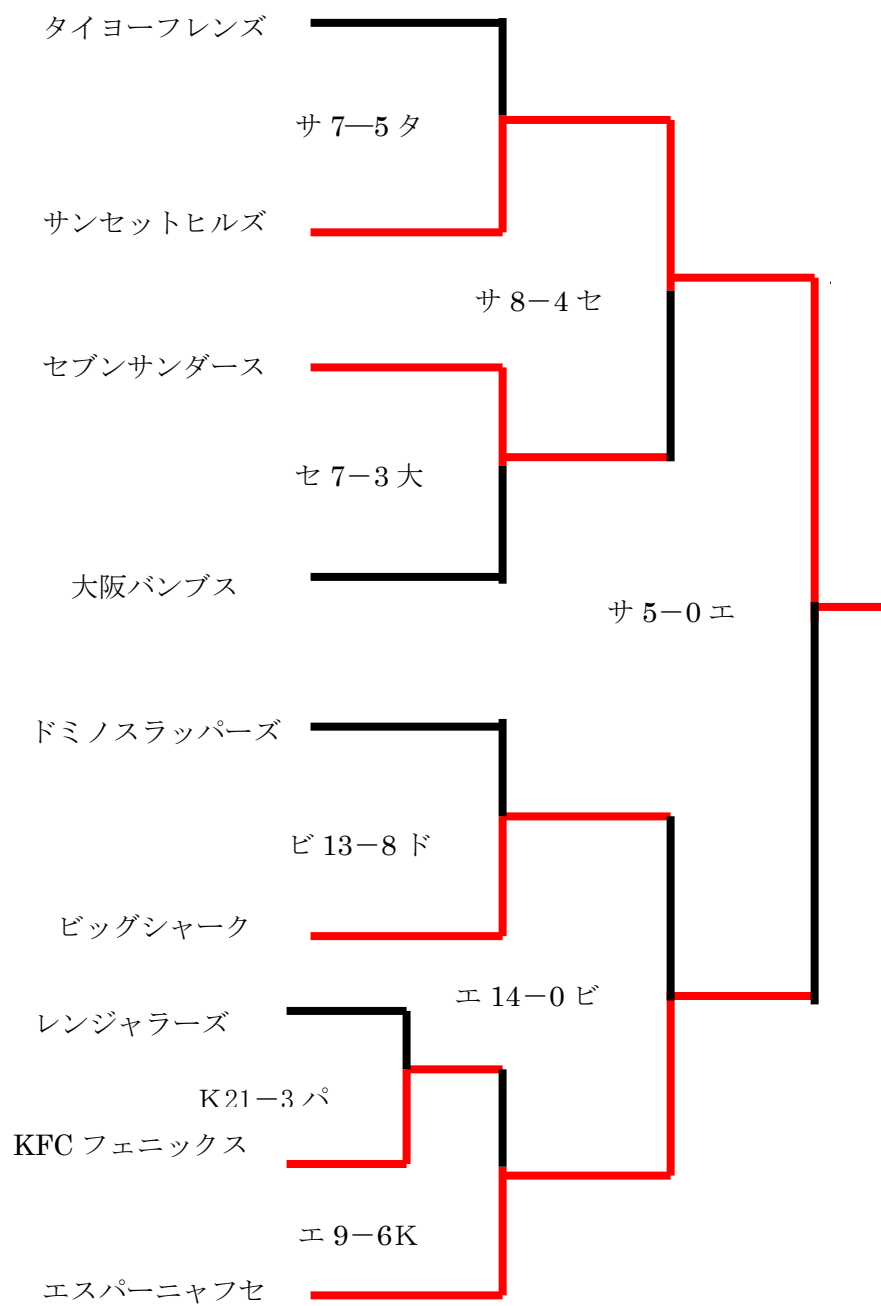 タイヨーフレンズ
サ 7―5 タ
サンセットヒルズ
サ 8－4 セ
セブンサンダース
セ 7－3 大
大阪バンブス
サ 5－0 エ
ドミノスラッパーズ
ビ 13－8 ド
ビッグシャーク
エ 14－0 ビ
レンジャラーズ
K21－3 パ
KFC フェニックス
エ 9－6K
エスパーニャフセ